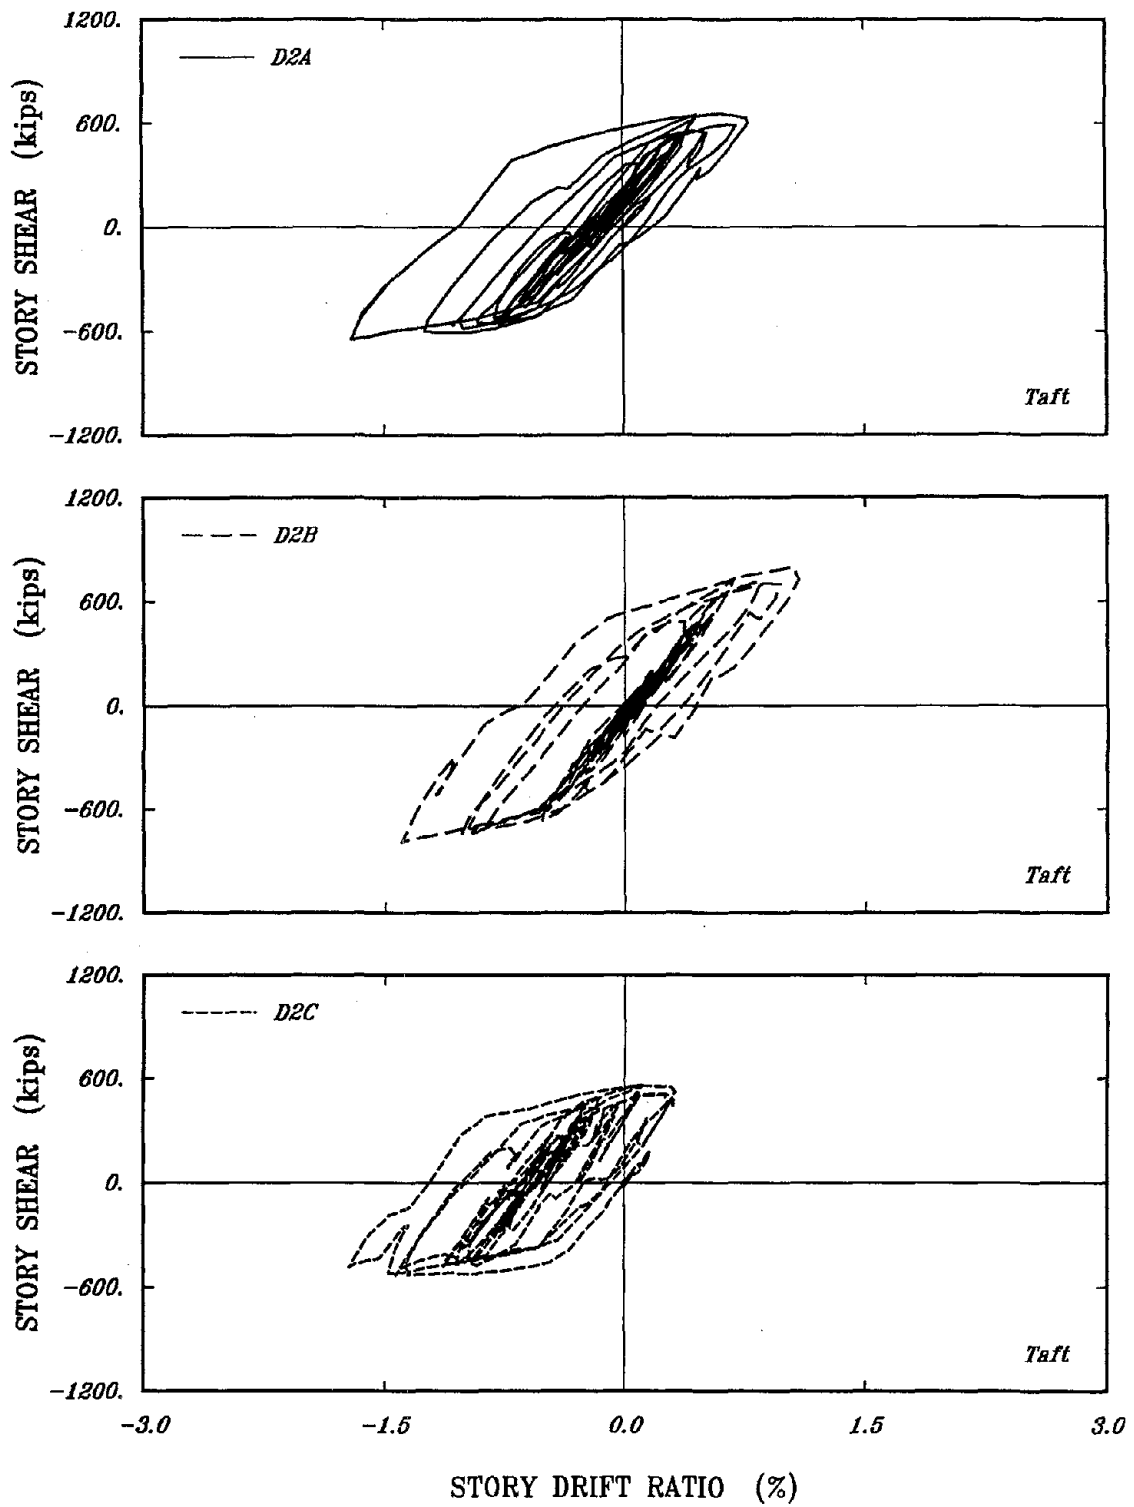 1200.
D2A
600.
0.
-600.
Taft
-1200.
STORY SHEAR (kips)
1200.
D2B
600.
0.
-600.
Taft
-1200.
STORY SHEAR (kips)
1200.
D2C
600.
0.
-600.
Taft
-1200.
STORY SHEAR (kips)
-3.0 -1.5 0.0 1.5 3.0
STORY DRIFT RATIO (%)